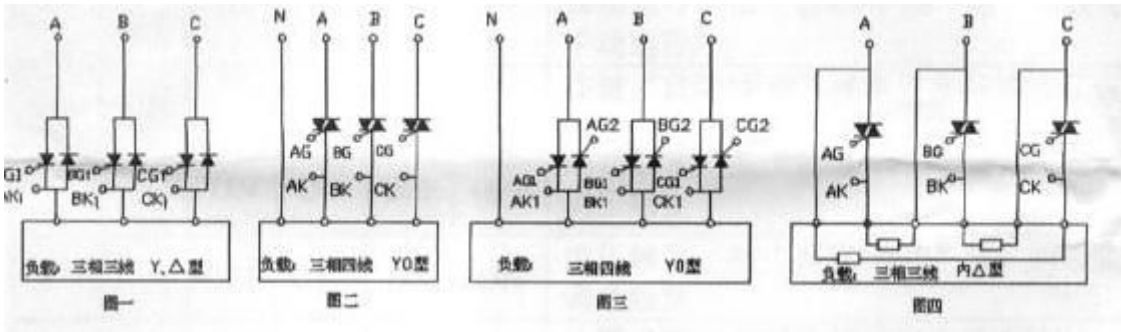 A B C
AG1 BG1 CG1
AK1 BK1 CK1
负载: 三相三线 Y、△型
图一
N A B C
AG BG CG
AK BK CK
负载: 三相四线 Y0型
图二
N A B C
AG2 BG2 CG2
AG1 BG1 CG1
AK1 BK1 CK1
负载: 三相四线 Y0型
图三
A B C
AG BG CG
AK BK CK
负载: 三相三线 内△型
图四